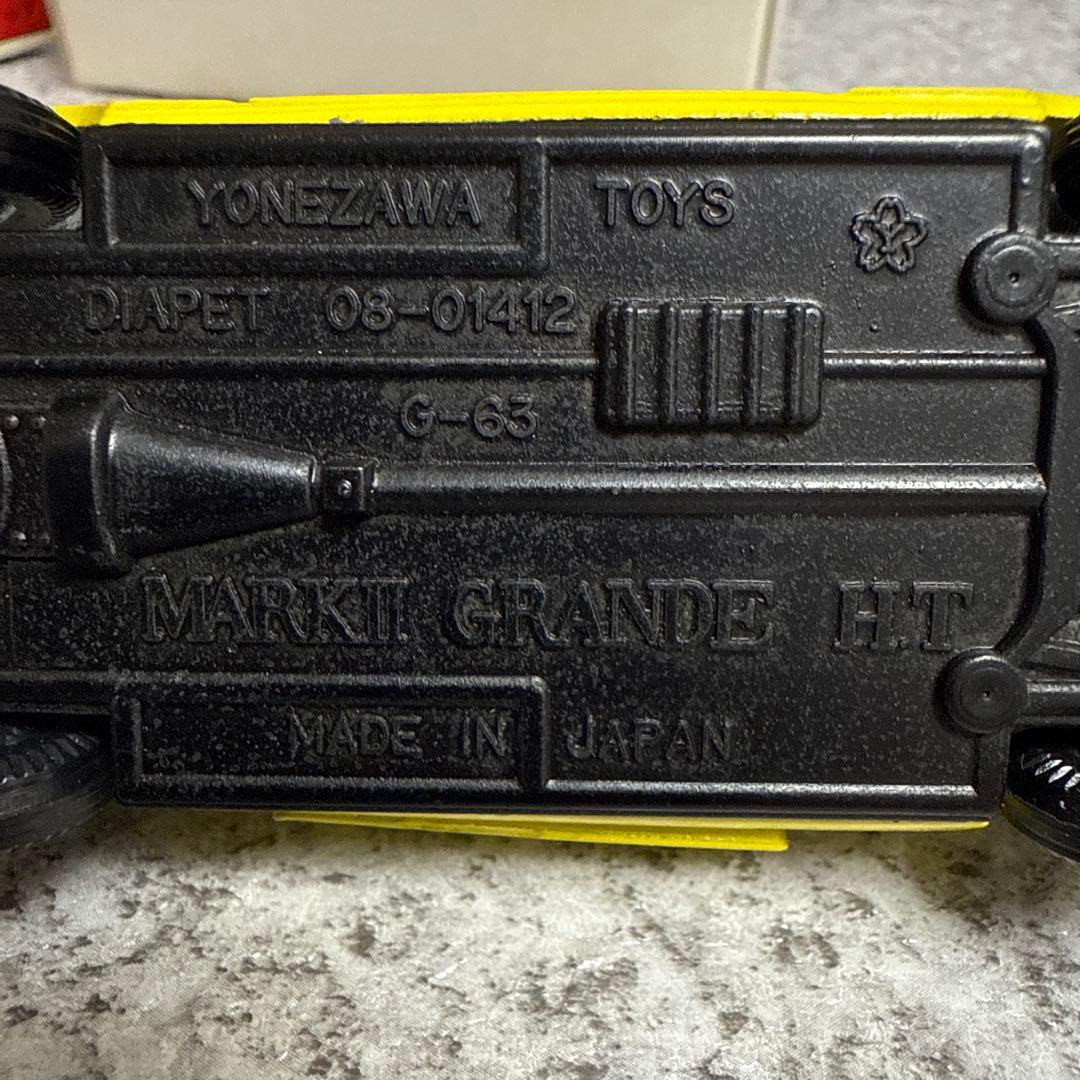 YONEZAWA TOYS
DIAPET 08-01412
G-63
MARKII GRANDE H.T
MADE IN JAPAN